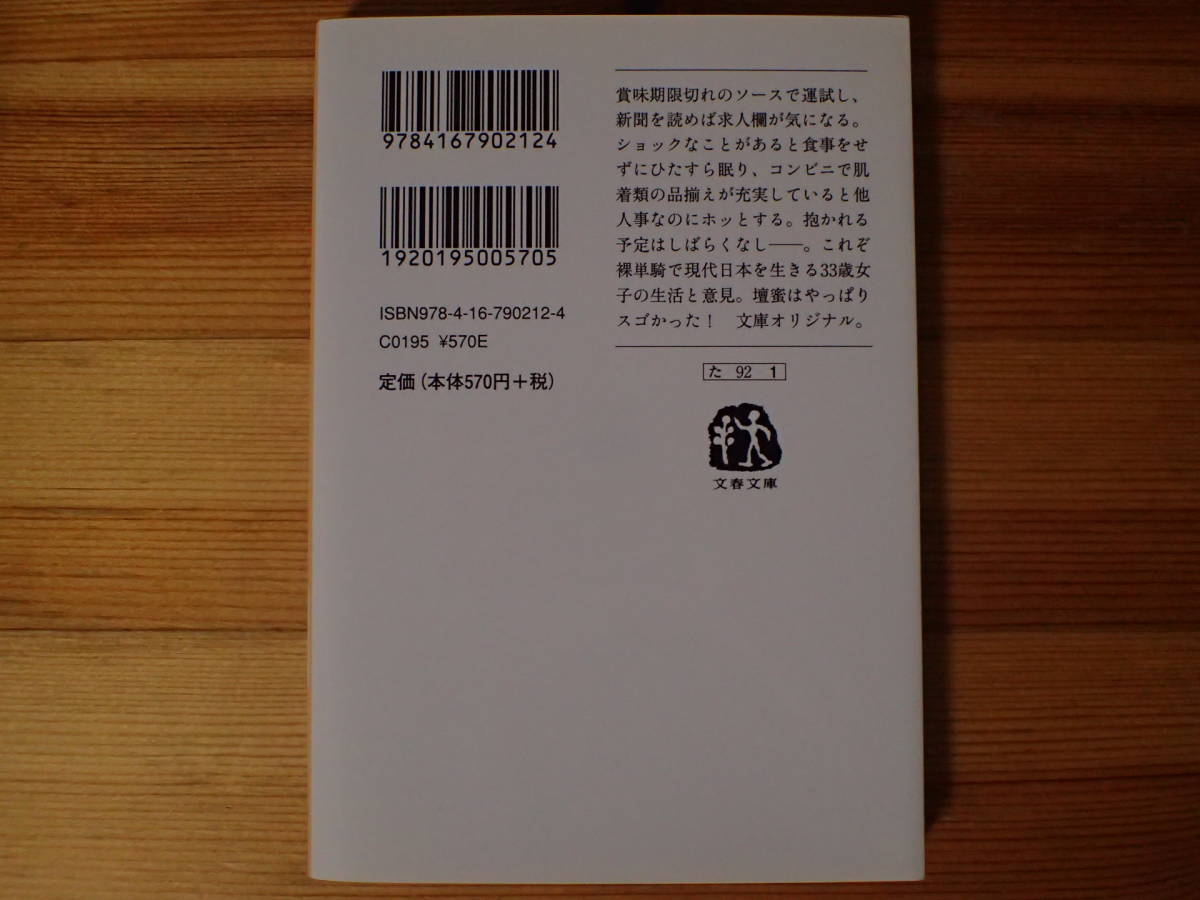 9784167902124
1920195005705
ISBN978-4-16-790212-4
C0195 ¥570E
定価(本体570円+税)
賞味期限切れのソースで運試し、
新聞を読めば求人欄が気になる。
ショックなことがあると食事をせ
ずにひたすら眠り、コンビニで肌
着類の品揃えが充実していると他
人事なのにホッとする。抱かれる
予定はしばらくなし──。これぞ
裸単騎で現代日本を生きる33歳女
子の生活と意見。壇蜜はやっぱり
スゴかった! 文庫オリジナル。
た 92 1
文春文庫